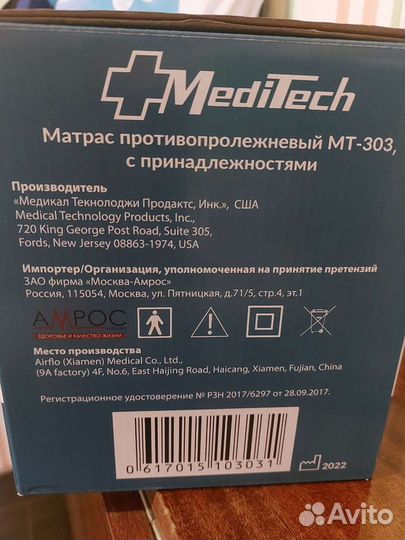 MediTech
Матрас противопролежневый МТ-303,
с принадлежностями
Производитель
«Медикал Текнолоджи Продактс, Инк.», США
Medical Technology Products, Inc.,
720 King George Post Road, Suite 305,
Fords, New Jersey 08863-1974, USA
Импортер/Организация, уполномоченная на принятие претензий
ЗАО фирма «Москва-Амрос»
Россия, 115054, Москва, ул. Пятницкая, д.71/5, стр.4, эт.1
АМРОС
ЗДОРОВЬЕ И КАЧЕСТВО ЖИЗНИ
Место производства
Airflo (Xiamen) Medical Co., Ltd.,
(9A factory) 4F, No.6, East Haijing Road, Haicang, Xiamen, Fujian, China
Регистрационное удостоверение № РЗН 2017/6297 от 28.09.2017.
0 617015 103031
2022
Avito